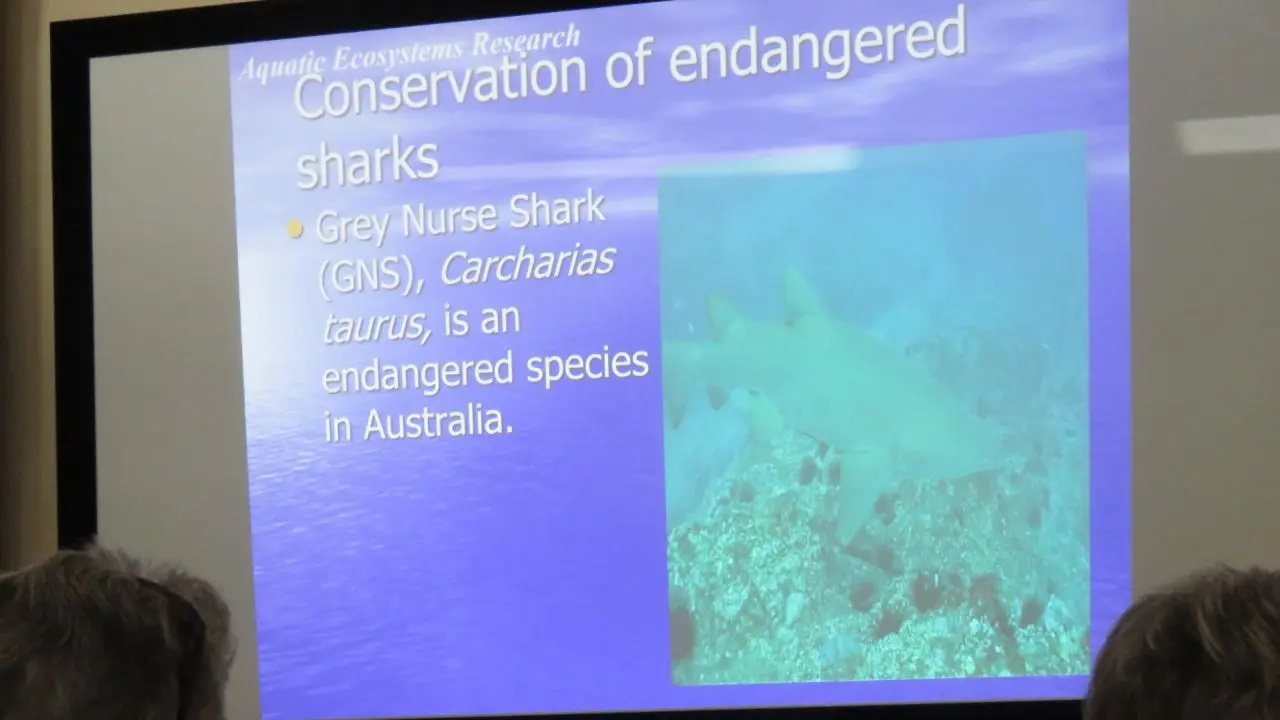 Aquatic Ecosystems Research
Conservation of endangered
sharks
Grey Nurse Shark
(GNS), Carcharias
taurus, is an
endangered species
in Australia.